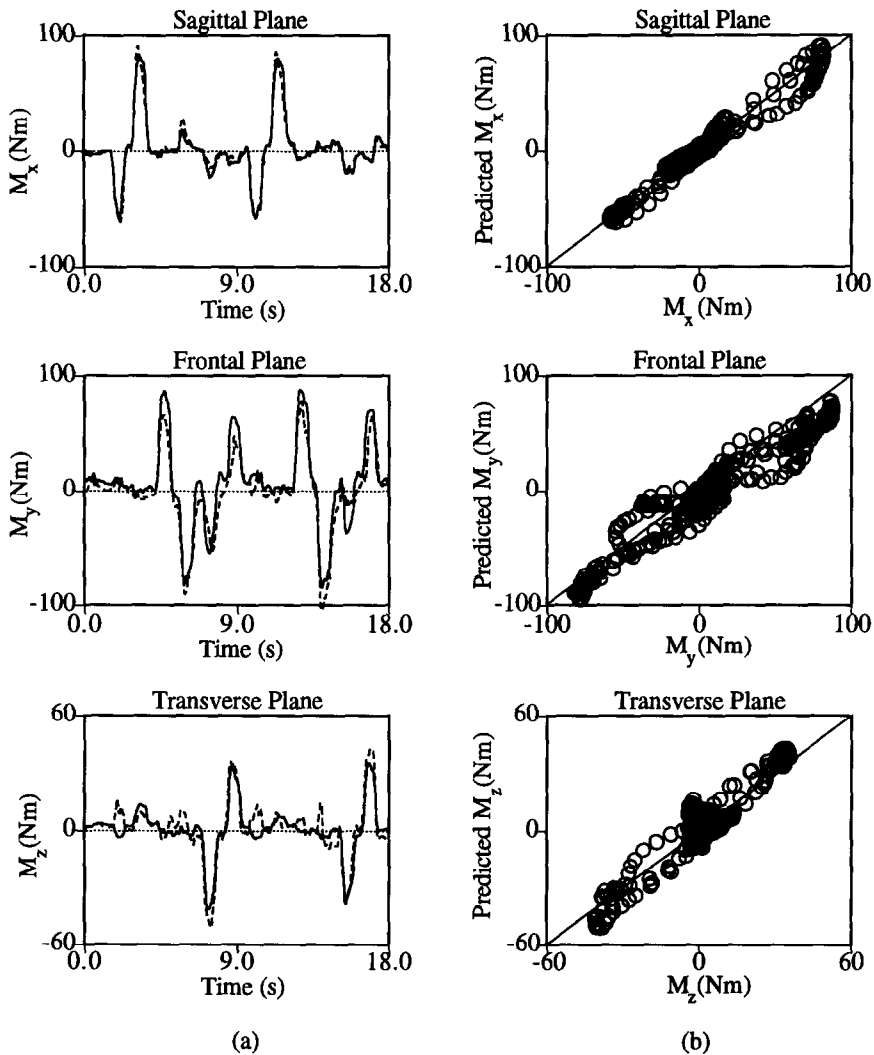 Sagittal Plane
100
0
-100
M_x (Nm)
0.0 9.0 18.0
Time (s)
Sagittal Plane
100
0
-100
Predicted M_x (Nm)
-100 0 100
M_x (Nm)
Frontal Plane
100
0
-100
M_y (Nm)
0.0 9.0 18.0
Time (s)
Frontal Plane
100
0
-100
Predicted M_y (Nm)
-100 0 100
M_y (Nm)
Transverse Plane
60
0
-60
M_z (Nm)
0.0 9.0 18.0
Time (s)
Transverse Plane
60
0
-60
Predicted M_z (Nm)
-60 0 60
M_z (Nm)
(a)
(b)